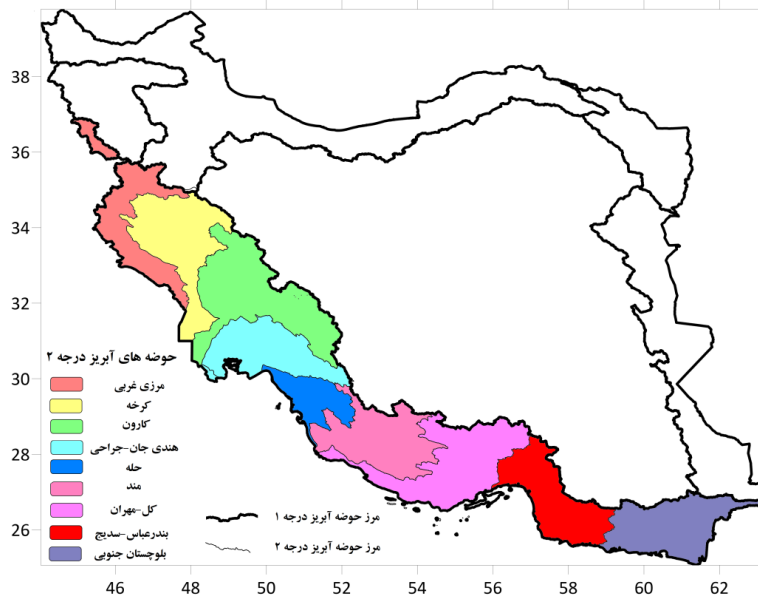 38
36
34
32
30
28
26
حوضه های آبریز درجه ۲
مرزی غربی
کرخه
کارون
هندی جان-جراحی
حله
مند
کل-مهران
بندرعباس-سدیج
بلوچستان جنوبی
مرز حوضه آبریز درجه ۱
مرز حوضه آبریز درجه ۲
46 48 50 52 54 56 58 60 62